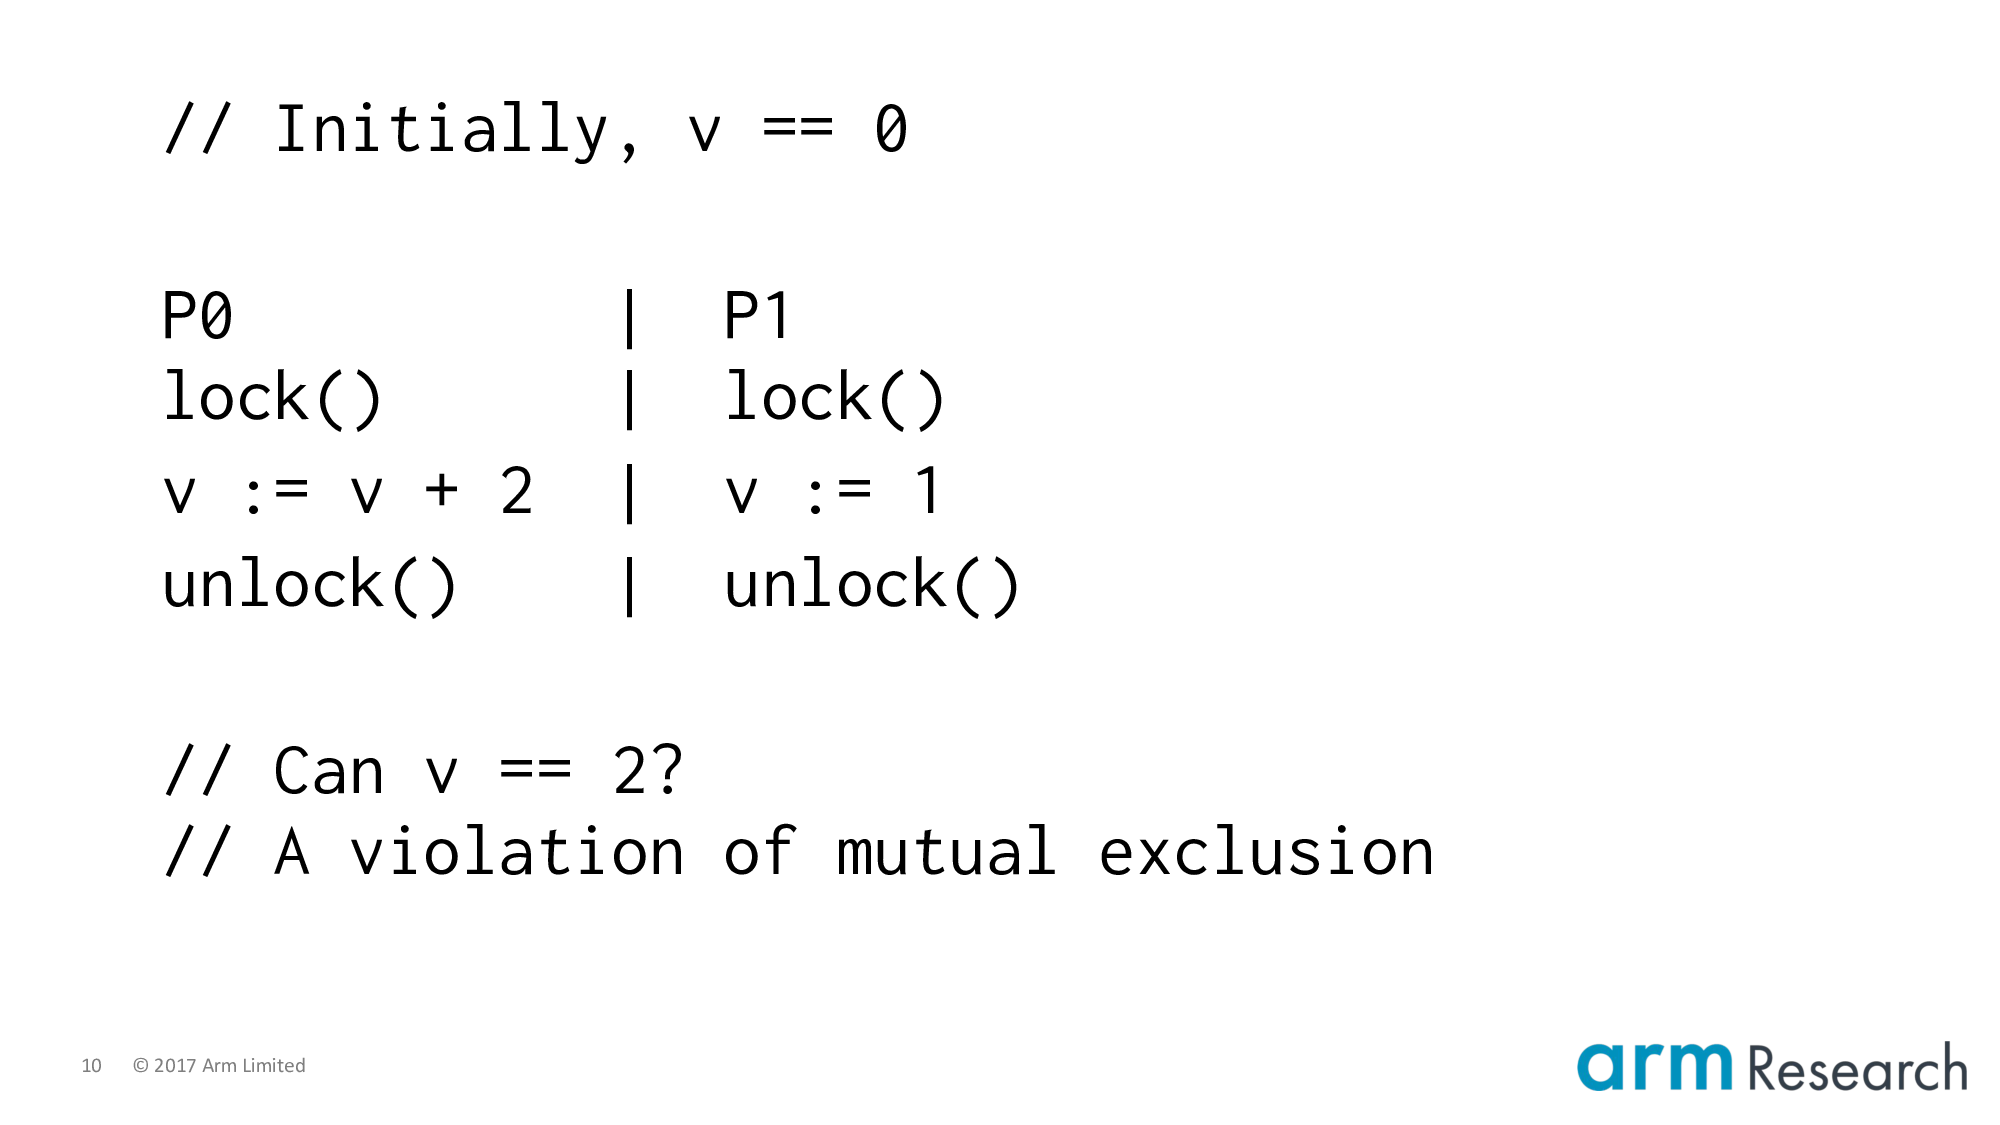 // Initially, v == 0
P0 | P1
lock() | lock()
v := v + 2 | v := 1
unlock() | unlock()
// Can v == 2?
// A violation of mutual exclusion
10 © 2017 Arm Limited
arm Research